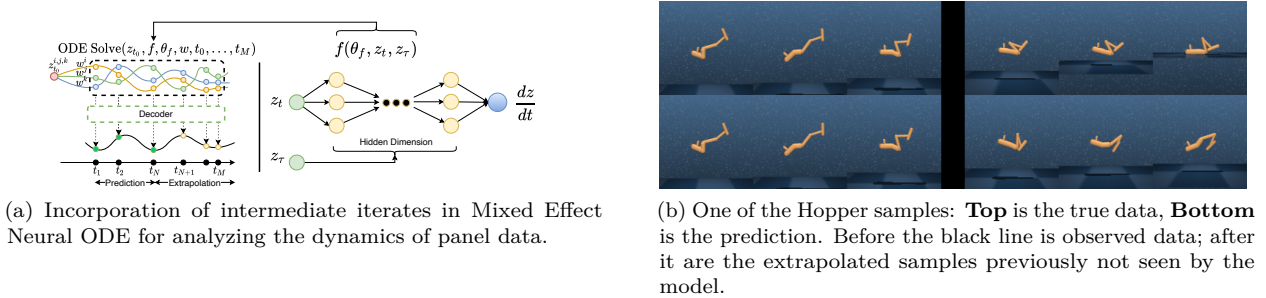 ODE Solve(z_{t_0}, f, θ_f, w, t_0, . . . , t_M)
f(θ_f, z_t, z_τ)
z_{t_0}^{i,j,k}
w^i
w^j
w^k
Decoder
z_t
dz
dt
Hidden Dimension
z_τ
t_1 t_2 t_N t_{N+1} t_M
Prediction Extrapolation
(a) Incorporation of intermediate iterates in Mixed Effect
Neural ODE for analyzing the dynamics of panel data.
(b) One of the Hopper samples: Top is the true data, Bottom
is the prediction. Before the black line is observed data; after
it are the extrapolated samples previously not seen by the
model.